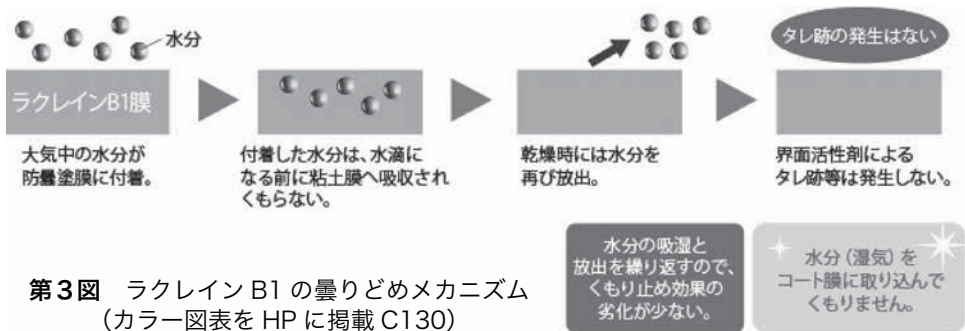 水分
タレ跡の発生はない
ラクレインB1膜
大気中の水分が
防曇塗膜に付着。
付着した水分は、水滴に
なる前に粘土膜へ吸収され
くもらない。
乾燥時には水分を
再び放出。
界面活性剤による
タレ跡等は発生しない。
水分の吸湿と
放出を繰り返すので、
くもり止め効果の
劣化が少ない。
水分(湿気)を
コート膜に取り込んで
くもりません。
第3図 ラクレイン B1 の曇りどめメカニズム
(カラー図表を HP に掲載 C130)